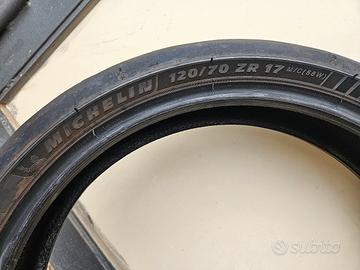 MICHELIN
120/70 ZR 17 M/C (58W)
subito